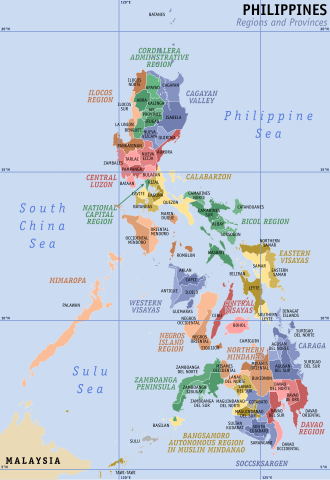 PHILIPPINES
Regions and Provinces
BATANES
CORDILLERA
ADMINISTRATIVE
REGION
ILOCOS
REGION
ILOCOS
NORTE
APAYAO
CAGAYAN
CAGAYAN
VALLEY
ABRA
KALINGA
ILOCOS
SUR
MT
PROVINCE
ISABELA
IFUGAO
LA UNION
BENGUET
NUEVA
VIZCAYA
QUIRINO
PANGASINAN
AURORA
NUEVA
ECIJA
TARLAC
ZAMBALES
PAMPANGA
BULACAN
CENTRAL
LUZON
BATAAN
RIZAL
CAVITE
LAGUNA
BATANGAS
QUEZON
CALABARZON
NATIONAL
CAPITAL
REGION
Philippine
Sea
South
China
Sea
CAMARINES
NORTE
CAMARINES
SUR
CATANDUANES
BICOL REGION
ALBAY
SORSOGON
MASBATE
MARIN
DUQUE
ORIENTAL
MINDORO
OCCIDENTAL
MINDORO
ROMBLON
NORTHERN
SAMAR
SAMAR
EASTERN
SAMAR
EASTERN
VISAYAS
BILIRAN
LEYTE
SOUTHERN
LEYTE
MIMAROPA
PALAWAN
AKLAN
CAPIZ
ANTIQUE
ILOILO
WESTERN
VISAYAS
GUIMARAS
CENTRAL
VISAYAS
CEBU
BOHOL
NEGROS
OCCIDENTAL
NEGROS
ORIENTAL
NEGROS
ISLAND
REGION
SIQUIJOR
DINAGAT
ISLANDS
SURIGAO
DEL NORTE
CARAGA
AGUSAN
DEL NORTE
SURIGAO
DEL SUR
AGUSAN
DEL SUR
CAMIGUIN
NORTHERN
MINDANAO
MISAMIS
ORIENTAL
BUKIDNON
LANAO
DEL NORTE
LANAO
DEL SUR
ZAMBOANGA
DEL NORTE
ZAMBOANGA
PENINSULA
ZAMBOANGA
SIBUGAY
ZAMBOANGA
DEL SUR
Sulu
Sea
MAGUINDANAO
DEL NORTE
MAGUINDANAO
DEL SUR
COTABATO
DAVAO
DEL NORTE
DAVAO
DE ORO
DAVAO
ORIENTAL
DAVAO
DEL SUR
DAVAO
REGION
DAVAO
OCCIDENTAL
SULTAN
KUDARAT
SOUTH
COTABATO
SARANGANI
SOCCSKSARGEN
BASILAN
SULU
BANGSAMORO
AUTONOMOUS REGION
IN MUSLIM MINDANAO
MALAYSIA